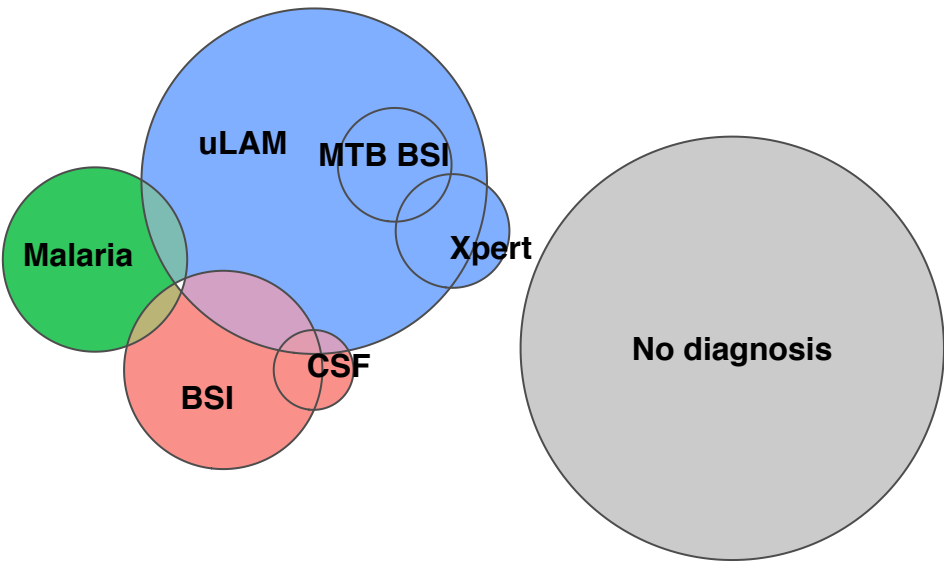 uLAM
MTB BSI
Xpert
Malaria
No diagnosis
CSF
BSI